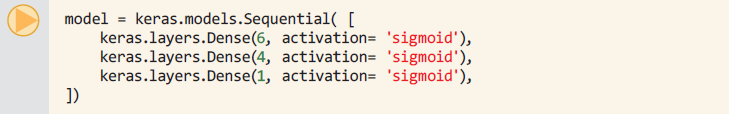 model = keras.models.Sequential( [
    keras.layers.Dense(6, activation= 'sigmoid'),
    keras.layers.Dense(4, activation= 'sigmoid'),
    keras.layers.Dense(1, activation= 'sigmoid'),
])